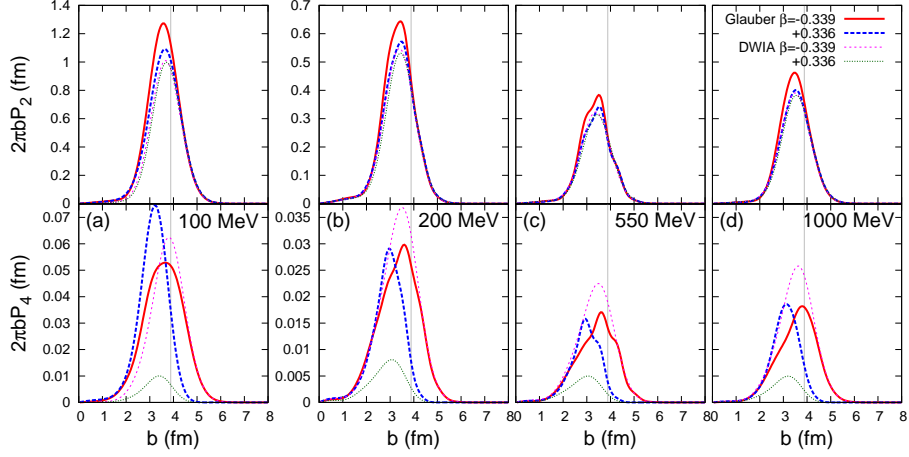 1.4
1.2
1
0.8
0.6
0.4
0.2
0
2πbP2 (fm)
0.7
0.6
0.5
0.4
0.3
0.2
0.1
0
Glauber β=-0.339
+0.336
DWIA β=-0.339
+0.336
0.07
0.06
0.05
0.04
0.03
0.02
0.01
0
2πbP4 (fm)
(a) 100 MeV
0.035
0.03
0.025
0.02
0.015
0.01
0.005
0
(b) 200 MeV
(c) 550 MeV
(d) 1000 MeV
0 1 2 3 4 5 6 7 8
0 1 2 3 4 5 6 7 8
0 1 2 3 4 5 6 7 8
0 1 2 3 4 5 6 7 8
b (fm) b (fm) b (fm) b (fm)